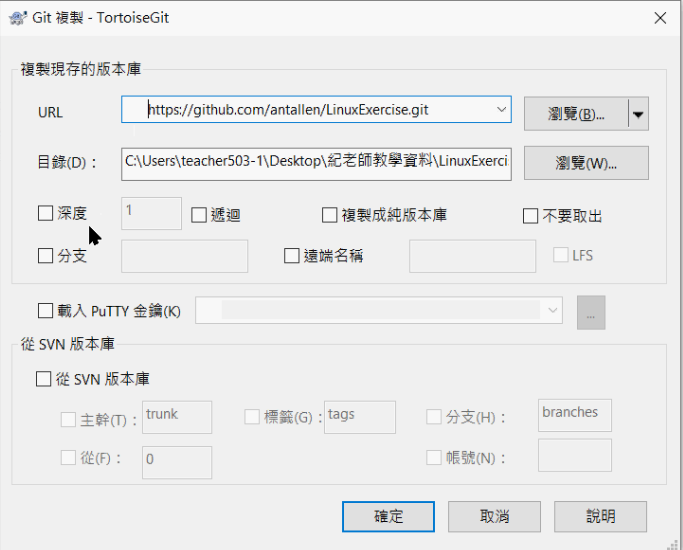 Git 複製 - TortoiseGit
複製現存的版本庫
URL https://github.com/antallen/LinuxExercise.git 瀏覽(B)...
目錄(D)： C:\Users\teacher503-1\Desktop\紀老師教學資料\LinuxExerci 瀏覽(W)...
深度 1 遞迴 複製成純版本庫 不要取出
分支 遠端名稱 LFS
載入 PuTTY 金鑰(K) ...
從 SVN 版本庫
從 SVN 版本庫
主幹(T)： trunk 標籤(G)： tags 分支(H)： branches
從(F)： 0 帳號(N)：
確定 取消 說明